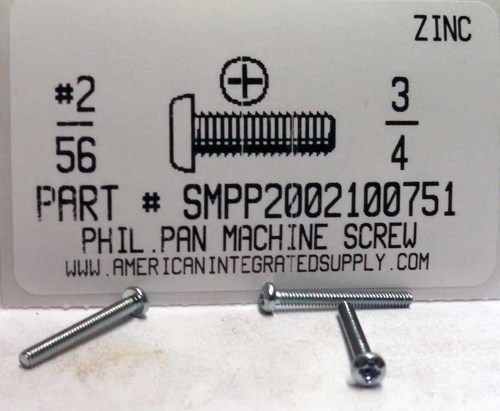 ZINC
#2
56
3
4
PART # SMPP2002100751
PHIL.PAN MACHINE SCREW
WWW.AMERICANINTEGRATEDSUPPLY.COM